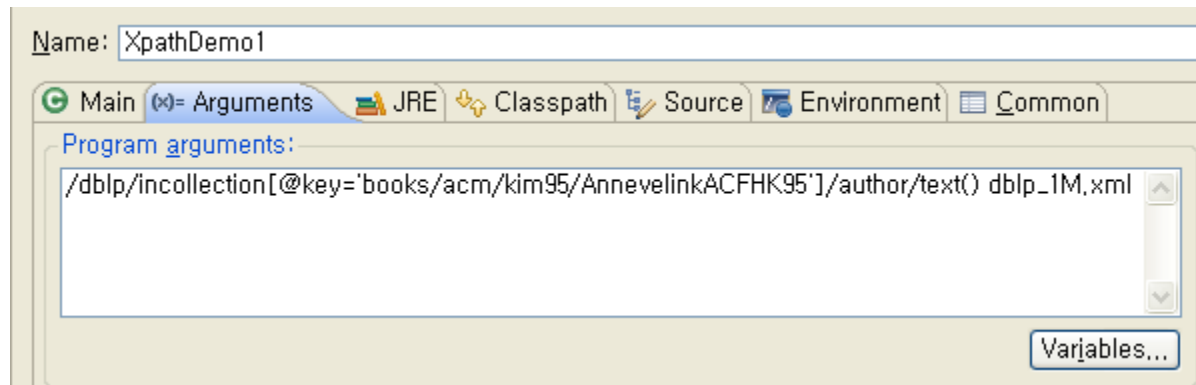 Name: XpathDemo1
Main (x)= Arguments JRE Classpath Source Environment Common
Program arguments:
/dblp/incollection[@key='books/acm/kim95/AnnevelinkACFHK95']/author/text() dblp_1M.xml
Variables...